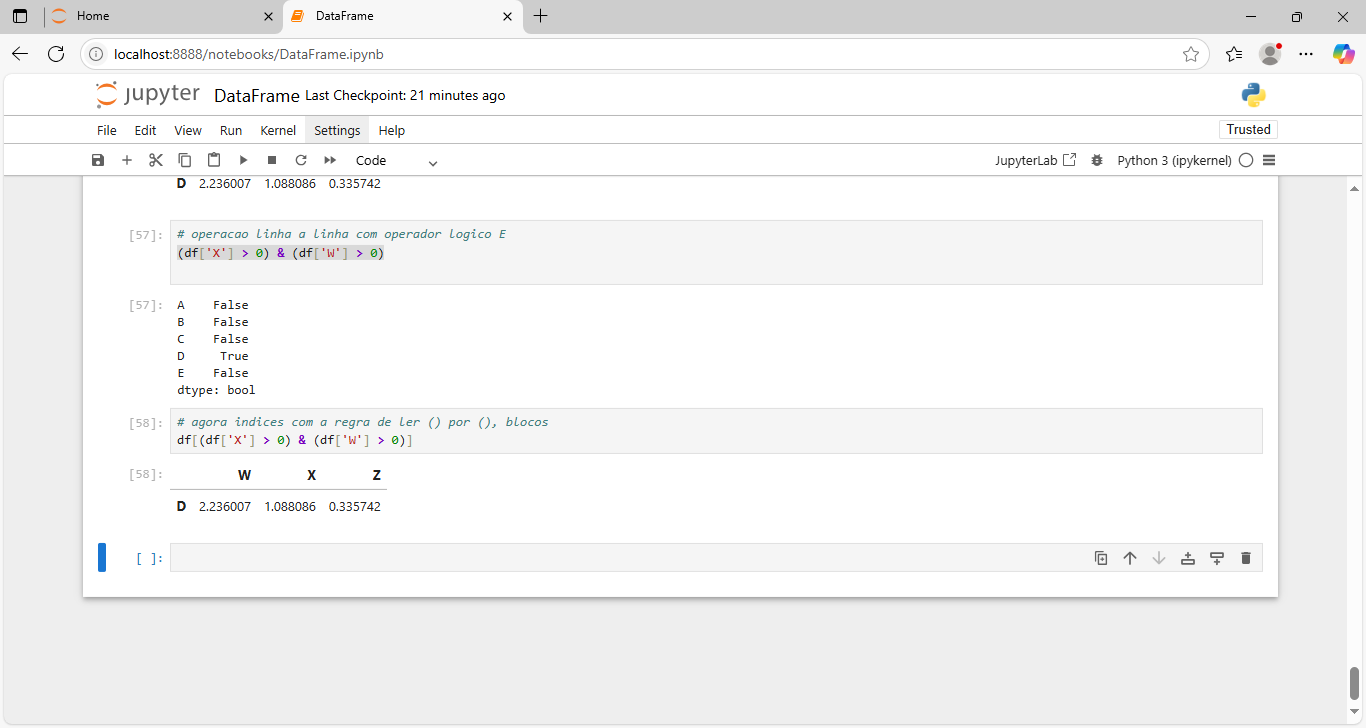 Home
DataFrame
localhost:8888/notebooks/DataFrame.ipynb
jupyter DataFrame Last Checkpoint: 21 minutes ago
File Edit View Run Kernel Settings Help
Trusted
Code
JupyterLab
Python 3 (ipykernel)
D 2.236007 1.088086 0.335742
[57]: # operacao linha a linha com operador logico E
(df['X'] > 0) & (df['W'] > 0)
[57]: A False
B False
C False
D True
E False
dtype: bool
[58]: # agora indices com a regra de ler () por (), blocos
df[(df['X'] > 0) & (df['W'] > 0)]
[58]: W X Z
D 2.236007 1.088086 0.335742
[ ]: